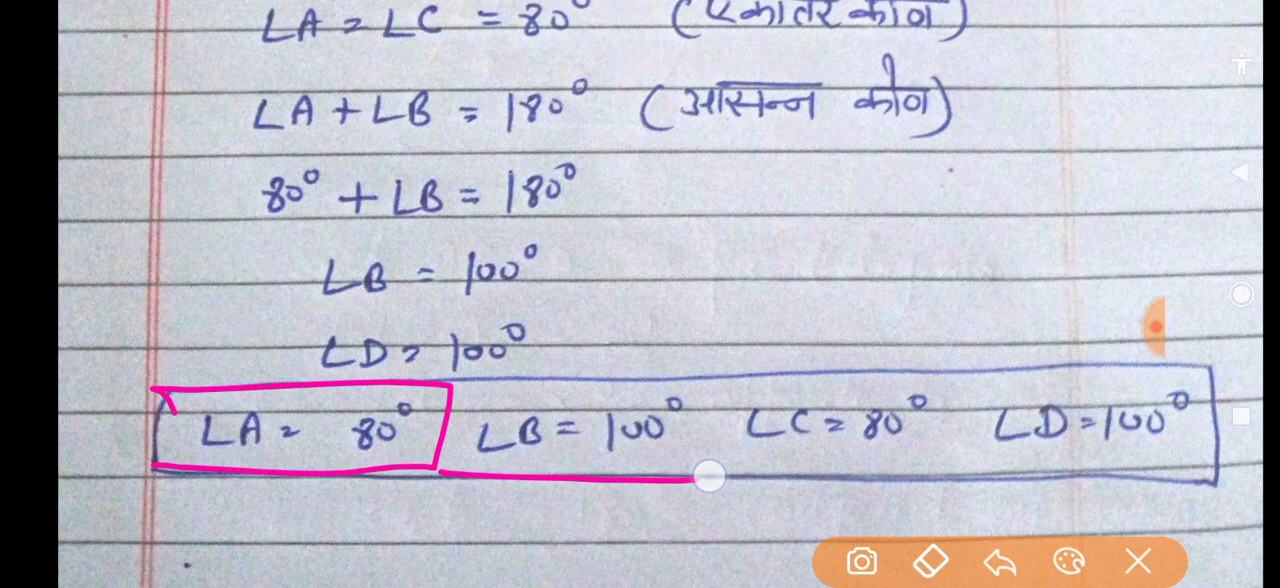 ∠A = ∠C = 80° (एकांतर कोण)
∠A + ∠B = 180° (आसन्न कोण)
80° + ∠B = 180°
∠B = 100°
∠D = 100°
∠A = 80° ∠B = 100° ∠C = 80° ∠D = 100°